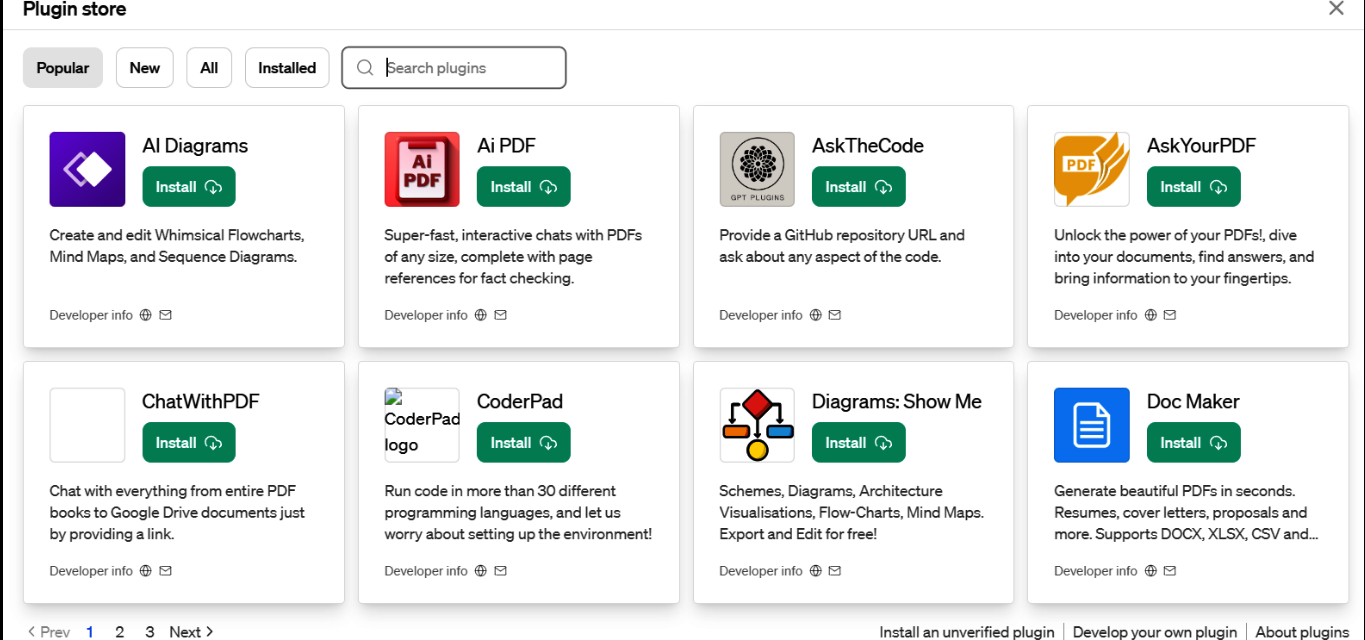 Plugin store
Popular
New
All
Installed
Search plugins
AI Diagrams
Install
Create and edit Whimsical Flowcharts,
Mind Maps, and Sequence Diagrams.
Developer info
Ai
PDF
Ai PDF
Install
Super-fast, interactive chats with PDFs
of any size, complete with page
references for fact checking.
Developer info
GPT PLUGINS
AskTheCode
Install
Provide a GitHub repository URL and
ask about any aspect of the code.
Developer info
PDF
AskYourPDF
Install
Unlock the power of your PDFs!, dive
into your documents, find answers, and
bring information to your fingertips.
Developer info
ChatWithPDF
Install
Chat with everything from entire PDF
books to Google Drive documents just
by providing a link.
Developer info
CoderPad
logo
CoderPad
Install
Run code in more than 30 different
programming languages, and let us
worry about setting up the environment!
Developer info
Diagrams: Show Me
Install
Schemes, Diagrams, Architecture
Visualisations, Flow-Charts, Mind Maps.
Export and Edit for free!
Developer info
Doc Maker
Install
Generate beautiful PDFs in seconds.
Resumes, cover letters, proposals and
more. Supports DOCX, XLSX, CSV and...
Developer info
< Prev 1 2 3 Next >
Install an unverified plugin | Develop your own plugin | About plugins